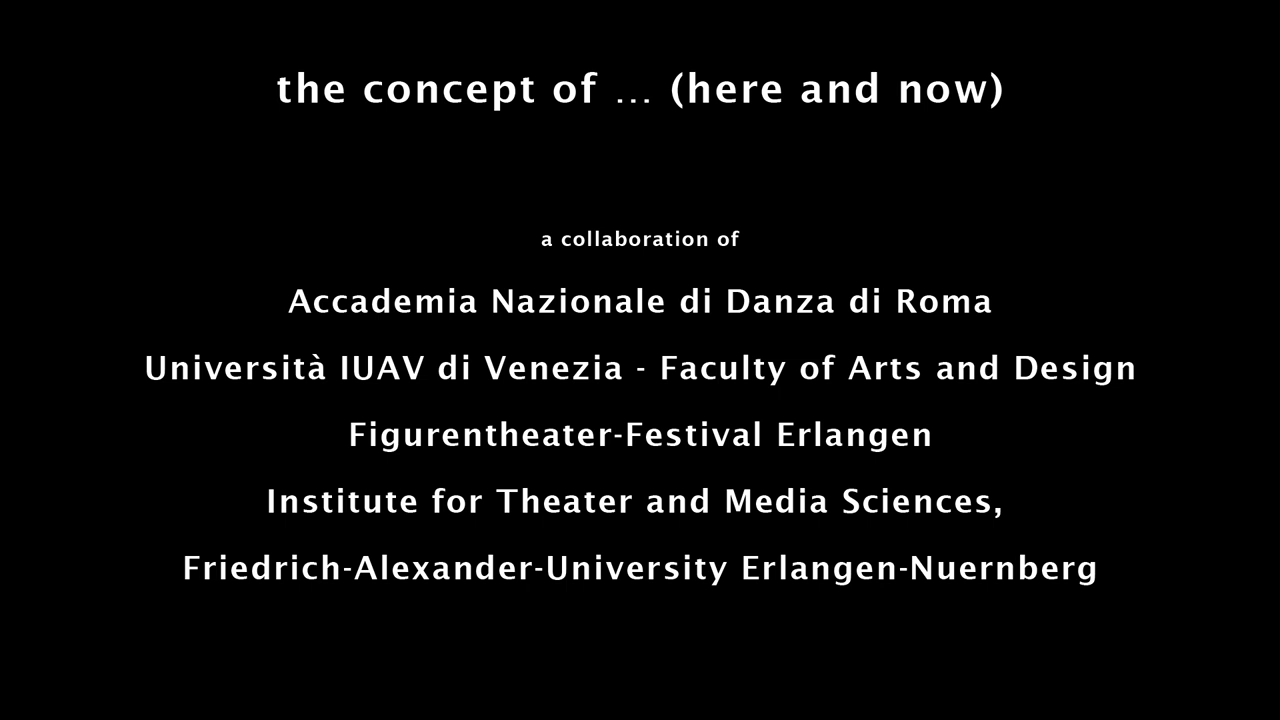 the concept of ... (here and now)
a collaboration of
Accademia Nazionale di Danza di Roma
Università IUAV di Venezia - Faculty of Arts and Design
Figurentheater-Festival Erlangen
Institute for Theater and Media Sciences,
Friedrich-Alexander-University Erlangen-Nuernberg